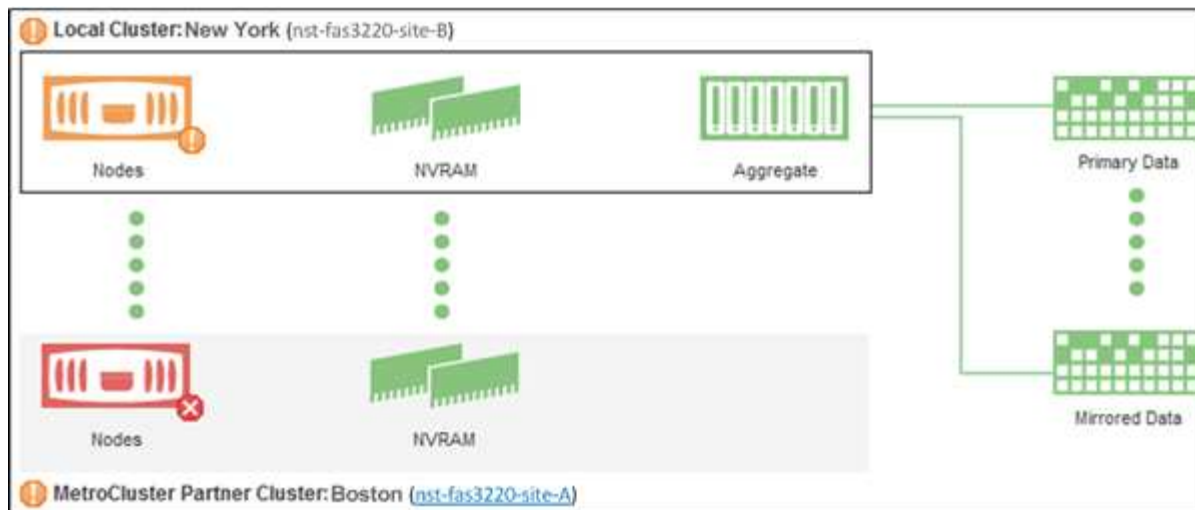 Local Cluster: New York (nst-fas3220-site-B)
Nodes
NVRAM
Aggregate
Primary Data
Nodes
NVRAM
Mirrored Data
MetroCluster Partner Cluster: Boston (nst-fas3220-site-A)